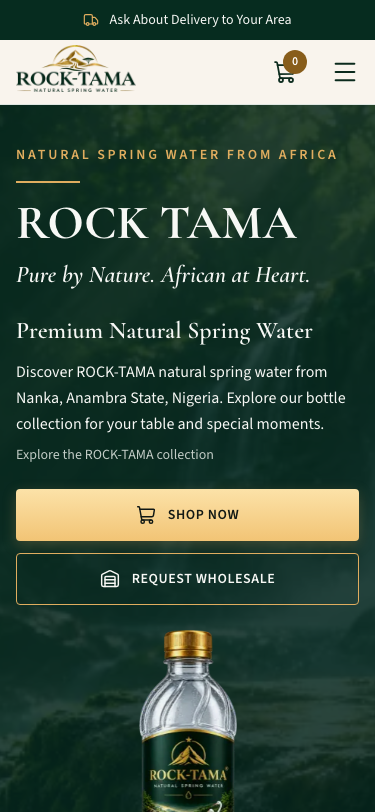 Ask About Delivery to Your Area
ROCK-TAMA
NATURAL SPRING WATER
0
NATURAL SPRING WATER FROM AFRICA
ROCK TAMA
Pure by Nature. African at Heart.
Premium Natural Spring Water
Discover ROCK-TAMA natural spring water from
Nanka, Anambra State, Nigeria. Explore our bottle
collection for your table and special moments.
Explore the ROCK-TAMA collection
SHOP NOW
REQUEST WHOLESALE
ROCK-TAMA®
NATURAL SPRING WATER